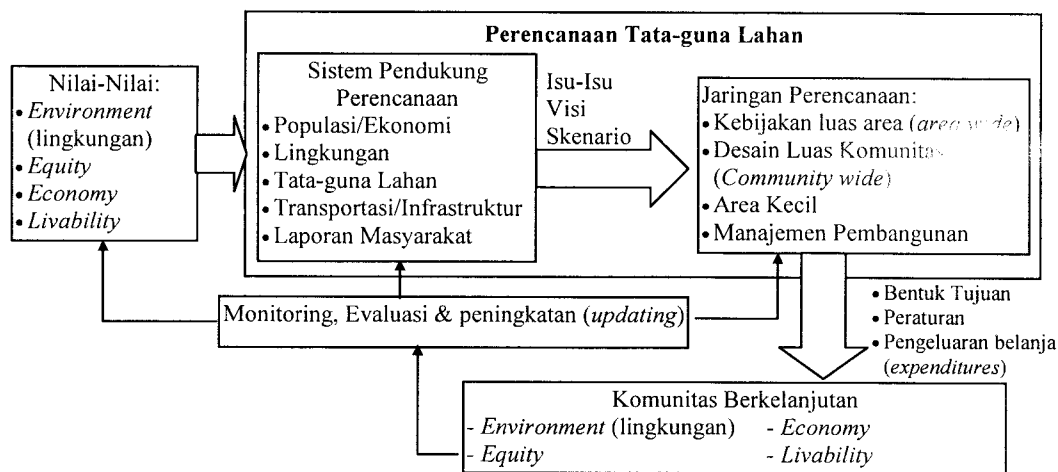 Perencanaan Tata-guna Lahan
Nilai-Nilai:
• Environment
(lingkungan)
• Equity
• Economy
• Livability
Sistem Pendukung
Perencanaan
• Populasi/Ekonomi
• Lingkungan
• Tata-guna Lahan
• Transportasi/Infrastruktur
• Laporan Masyarakat
Isu-Isu
Visi
Skenario
Jaringan Perencanaan:
• Kebijakan luas area (area wide)
• Desain Luas Komunitas
(Community wide)
• Area Kecil
• Manajemen Pembangunan
Monitoring, Evaluasi & peningkatan (updating)
• Bentuk Tujuan
• Peraturan
• Pengeluaran belanja
(expenditures)
Komunitas Berkelanjutan
- Environment (lingkungan)
- Equity
- Economy
- Livability